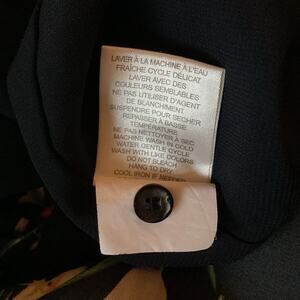 LAVER À LA MACHINE À L'EAU
FRAÎCHE CYCLE DÉLICAT
LAVER AVEC DES
COULEURS SEMBLABLES
NE PAS UTILISER D'AGENT
DE BLANCHIMENT
SUSPENDRE POUR SECHER
REPASSER À BASSE
TEMPÉRATURE
NE PAS NETTOYER À SEC
MACHINE WASH IN COLD
WATER GENTLE CYCLE
WASH WITH LIKE COLORS
DO NOT BLEACH
HANG TO DRY
COOL IRON IF NEEDED